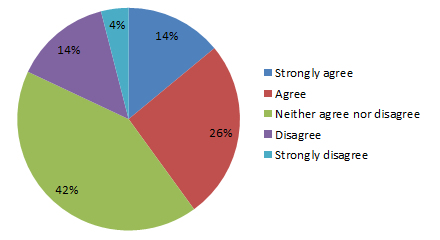 4%
14%
14%
26%
42%
Strongly agree
Agree
Neither agree nor disagree
Disagree
Strongly disagree